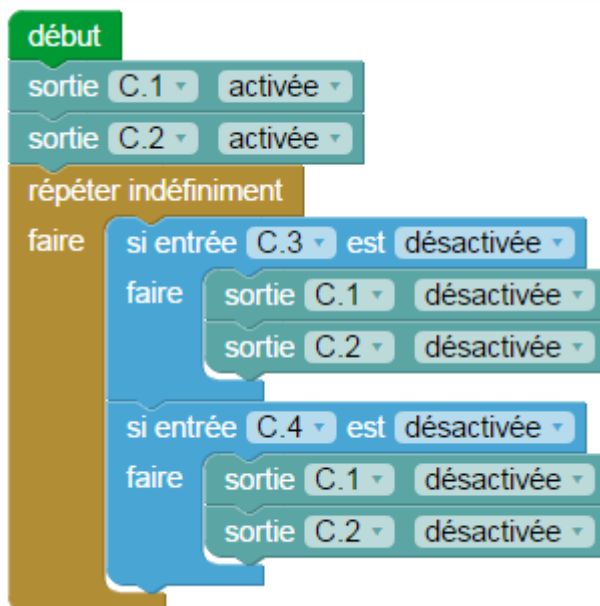 début
sortie C.1 activée
sortie C.2 activée
répéter indéfiniment
faire si entrée C.3 est désactivée
faire sortie C.1 désactivée
sortie C.2 désactivée
si entrée C.4 est désactivée
faire sortie C.1 désactivée
sortie C.2 désactivée